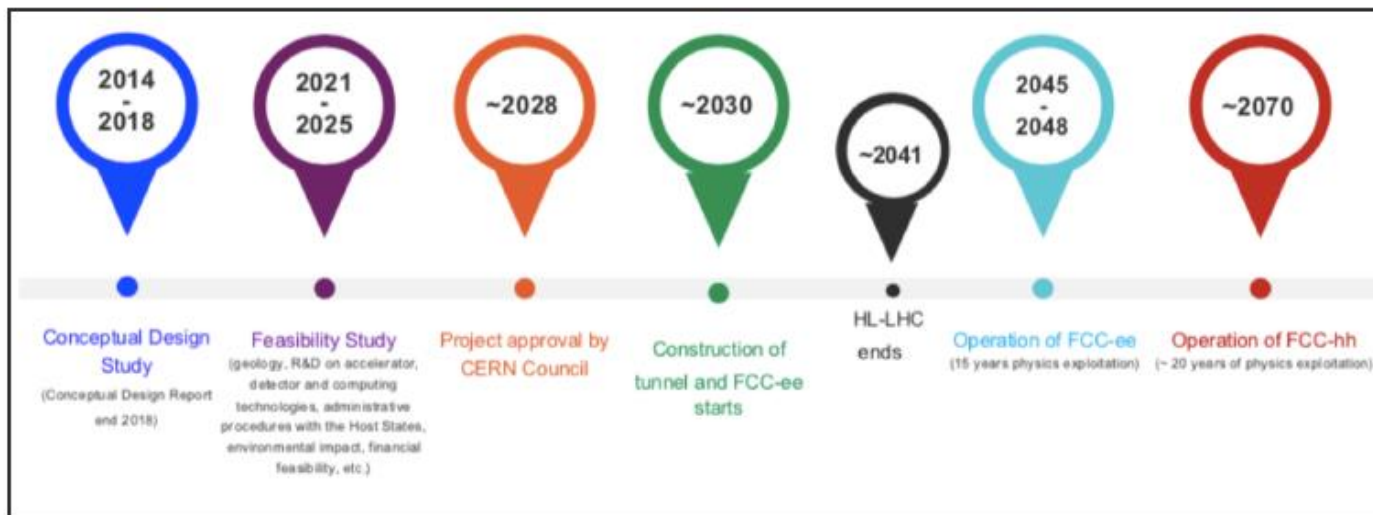 2014
-
2018
2021
-
2025
~2028
~2030
~2041
2045
-
2048
~2070
Conceptual Design
Study
(Conceptual Design Report
end 2018)
Feasibility Study
(geology, R&D on accelerator,
detector and computing
technologies, administrative
procedures with the Host States,
environmental impact, financial
feasibility, etc.)
Project approval by
CERN Council
Construction of
tunnel and FCC-ee
starts
HL-LHC
ends
Operation of FCC-ee
(15 years physics exploitation)
Operation of FCC-hh
(~ 20 years of physics exploitation)